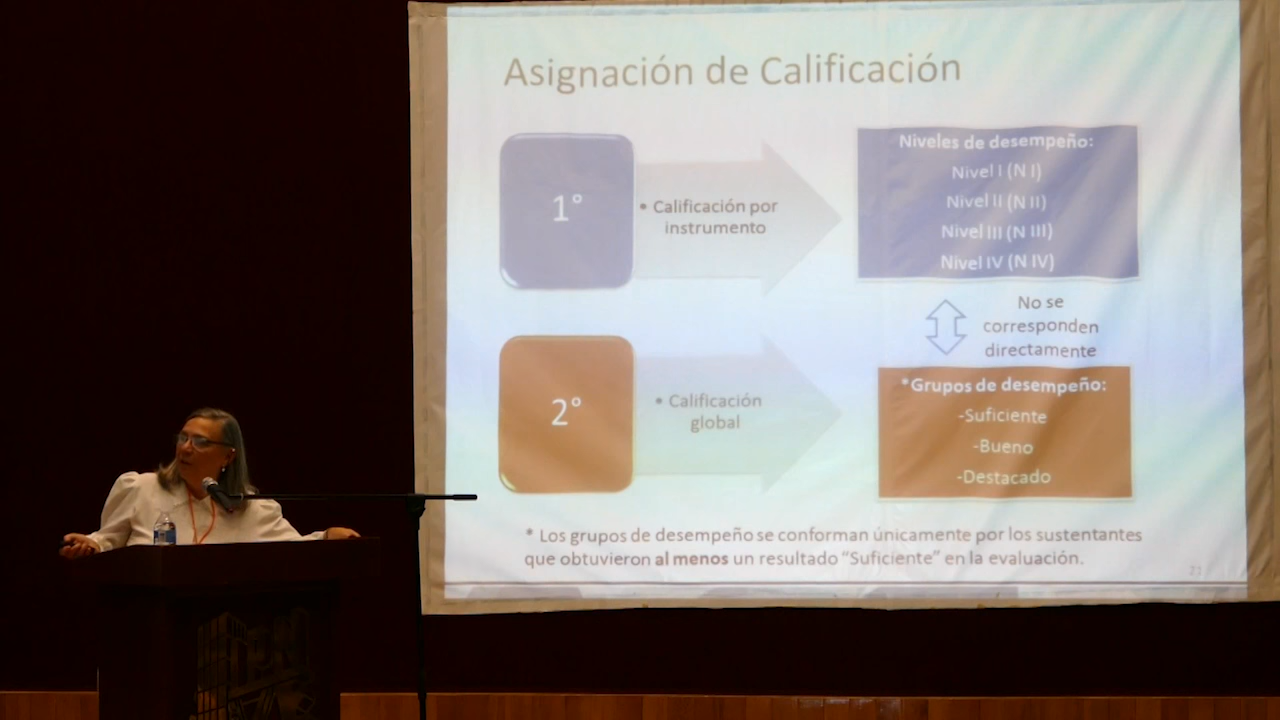 Asignación de Calificación
1°
• Calificación por
instrumento
Niveles de desempeño:
Nivel I (N I)
Nivel II (N II)
Nivel III (N III)
Nivel IV (N IV)
No se
corresponden
directamente
2°
• Calificación
global
*Grupos de desempeño:
-Suficiente
-Bueno
-Destacado
* Los grupos de desempeño se conforman únicamente por los sustentantes
que obtuvieron al menos un resultado “Suficiente” en la evaluación.